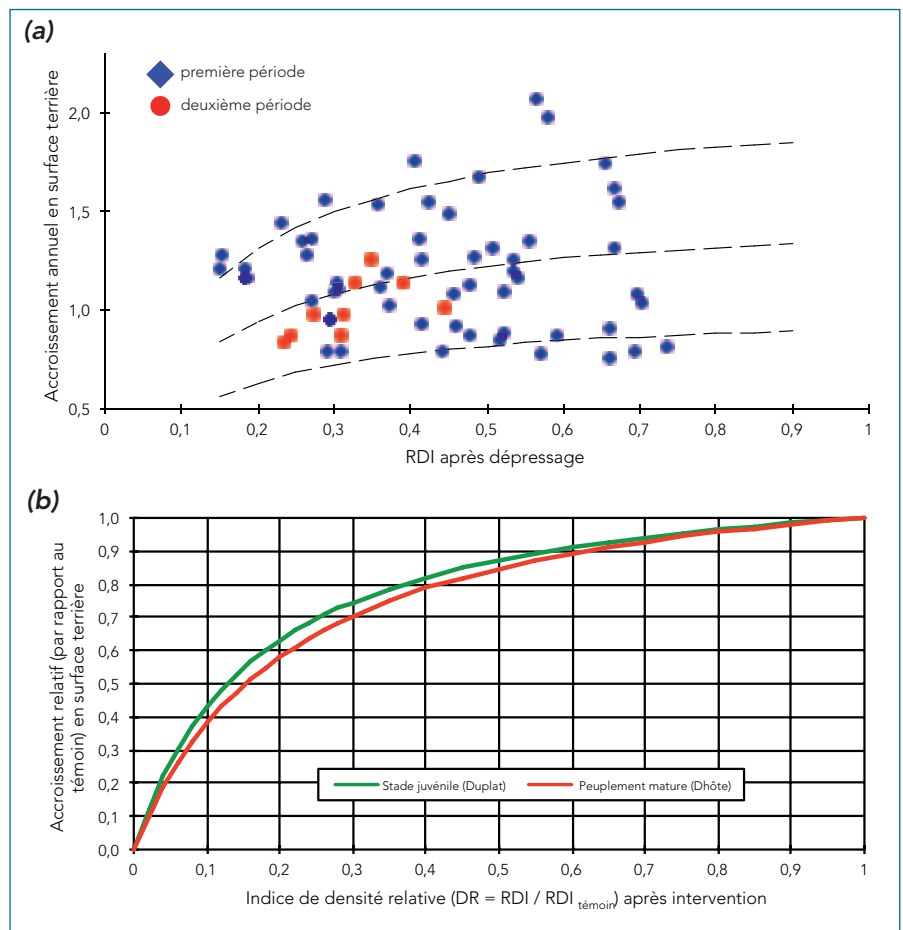 (a)
Accroissement annuel en surface terrière
première période
deuxième période
2,0
1,5
1,0
0,5
0 0,1 0,2 0,3 0,4 0,5 0,6 0,7 0,8 0,9 1
RDI après dépressage
(b)
Accroissement relatif (par rapport au
témoin) en surface terrière
1,0
0,9
0,8
0,7
0,6
0,5
0,4
0,3
0,2
0,1
0,0
Stade juvénile (Duplat) Peuplement mature (Dhôte)
0 0,1 0,2 0,3 0,4 0,5 0,6 0,7 0,8 0,9 1
Indice de densité relative (DR = RDI / RDI témoin) après intervention